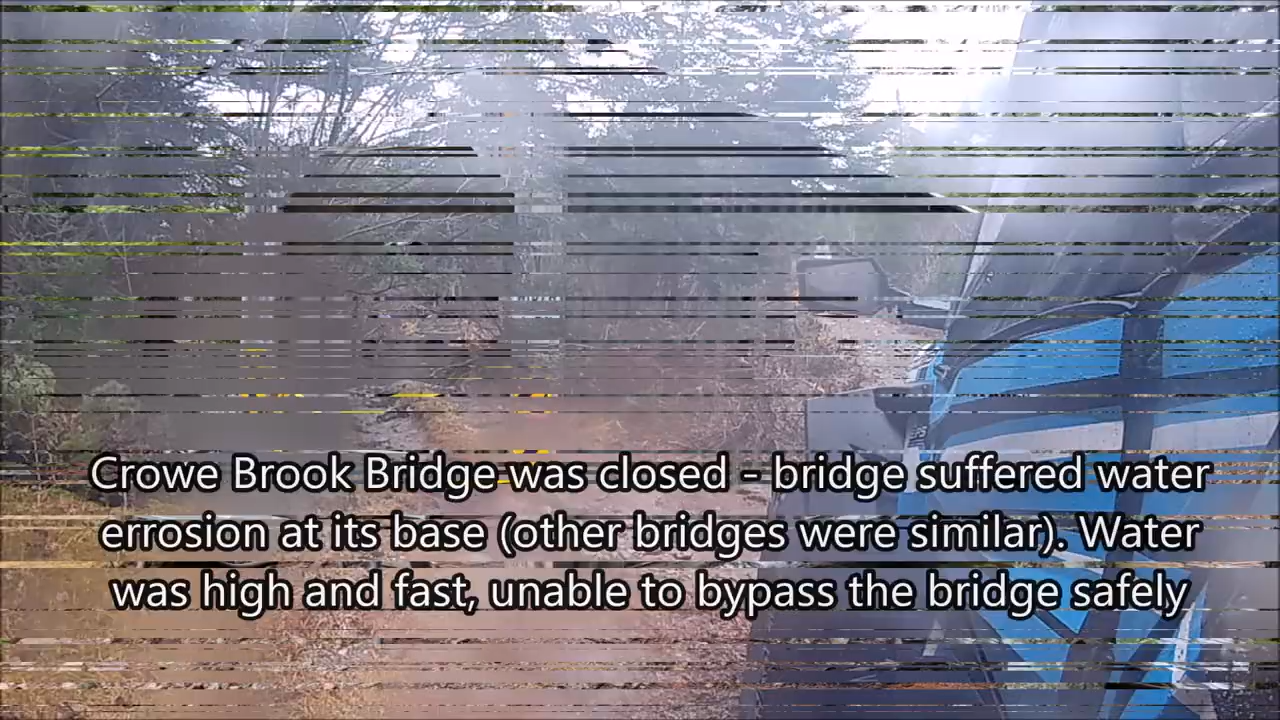 Crowe Brook Bridge was closed - bridge suffered water
errosion at its base (other bridges were similar). Water
was high and fast, unable to bypass the bridge safely